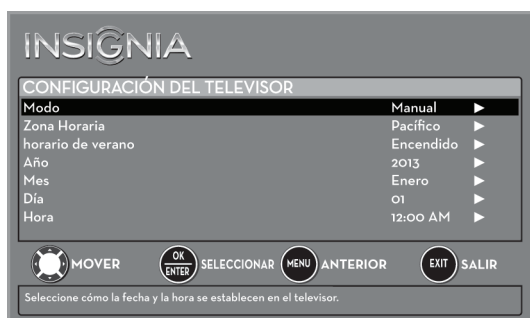 INSIGNIA
CONFIGURACIÓN DEL TELEVISOR
Modo Manual
Zona Horaria Pacífico
horario de verano Encendido
Año 2013
Mes Enero
Día 01
Hora 12:00 AM
MOVER OK ENTER SELECCIONAR MENU ANTERIOR EXIT SALIR
Seleccione cómo la fecha y la hora se establecen en el televisor.